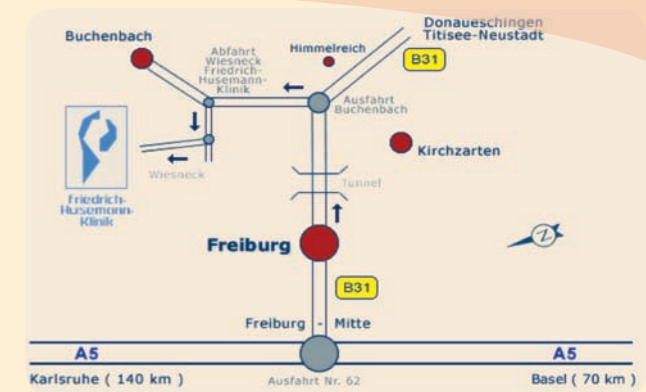 Donaueschingen
Titisee-Neustadt
Buchenbach
Abfahrt
Wiesneck
Friedrich-
Husemann-
Klinik
Himmelreich
B31
Ausfahrt
Buchenbach
Kirchzarten
Wiesneck
Tunnel
Friedrich-
Husemann-
Klinik
Freiburg
Z
B31
Freiburg - Mitte
A5
A5
Karlsruhe ( 140 km )
Ausfahrt Nr. 62
Basel ( 70 km )